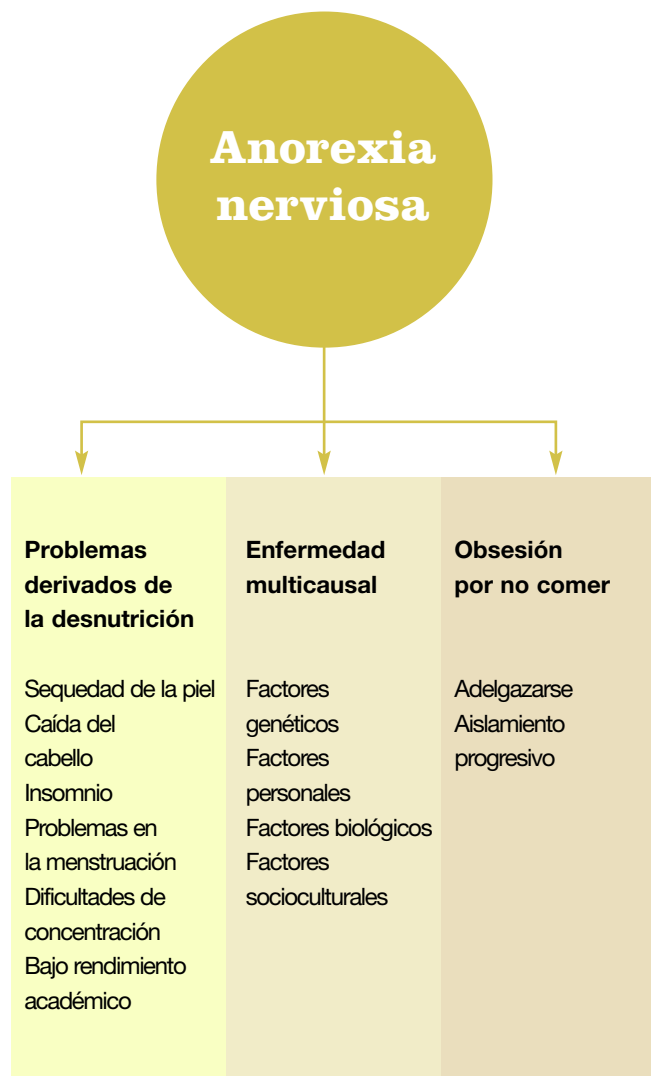 Anorexia
nerviosa
Problemas
derivados de
la desnutrición
Sequedad de la piel
Caída del
cabello
Insomnio
Problemas en
la menstruación
Dificultades de
concentración
Bajo rendimiento
académico
Enfermedad
multicausal
Factores
genéticos
Factores
personales
Factores biológicos
Factores
socioculturales
Obsesión
por no comer
Adelgazarse
Aislamiento
progresivo